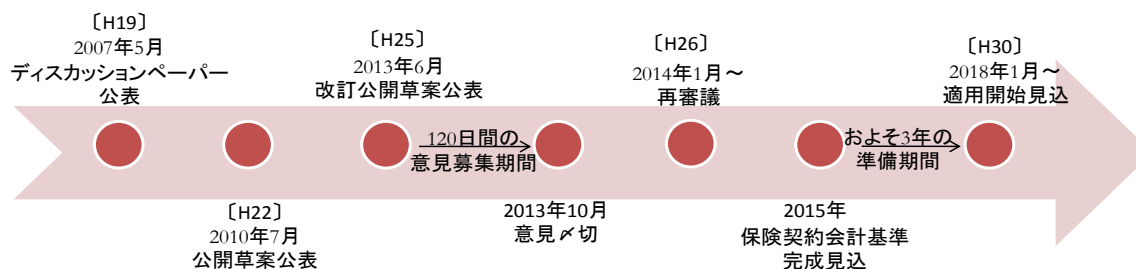 〔H19〕
2007年5月
ディスカッションペーパー
公表
〔H22〕
2010年7月
公開草案公表
〔H25〕
2013年6月
改訂公開草案公表
120日間の
意見募集期間
2013年10月
意見〆切
〔H26〕
2014年1月～
再審議
2015年
保険契約会計基準
完成見込
およそ3年の
準備期間
〔H30〕
2018年1月～
適用開始見込